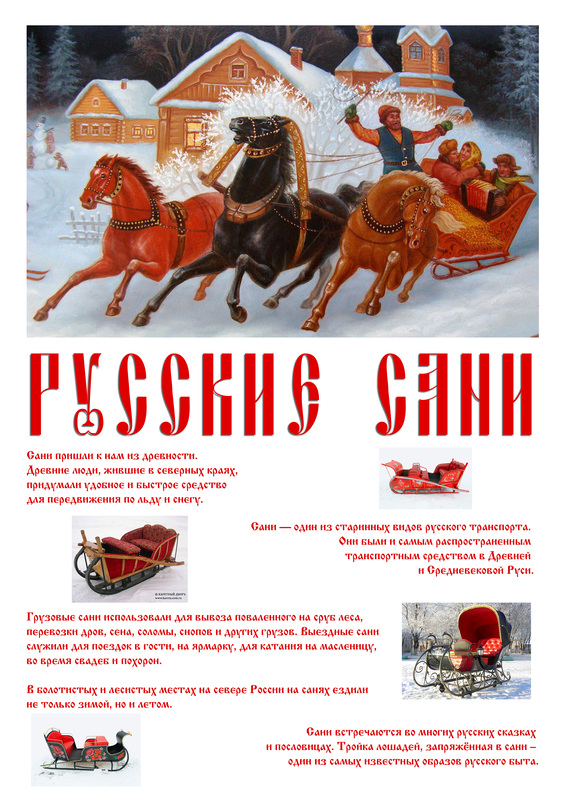 РУССКИЕ САНИ
Сани пришли к нам из древности.
Древние люди, жившие в северных краях,
придумали удобное и быстрое средство
для передвижения по льду и снегу.
Сани — один из старинных видов русского транспорта.
Они были и самым распространенным
транспортным средством в Древней
и Средневековой Руси.
Грузовые сани использовали для вывоза поваленного на сруб леса,
перевозки дров, сена, соломы, снопов и других грузов. Выездные сани
служили для поездок в гости, на ярмарку, для катания на масленицу,
во время свадеб и похорон.
В болотистых и лесистых местах на севере России на санях ездили
не только зимой, но и летом.
Сани встречаются во многих русских сказках
и пословицах. Тройка лошадей, запряжённая в сани –
один из самых известных образов русского быта.